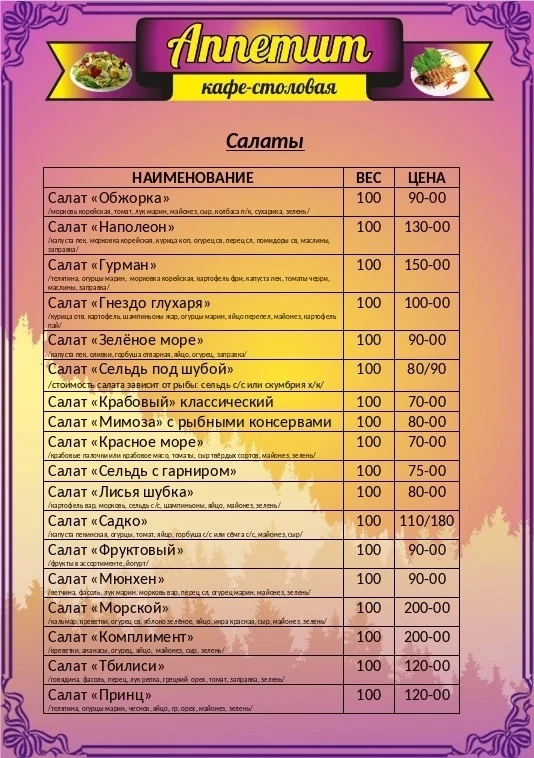 Аппетит
кафе-столовая
Салаты
НАИМЕНОВАНИЕ ВЕС ЦЕНА
Салат «Обжорка» 100 90-00
/морковь корейская, томат, лук марин, майонез, сыр, колбаса п/к, сухарика, зелень/
Салат «Наполеон» 100 130-00
/капуста пек, морковка корейская, курица коп, огурец св, перец сл, помидоры св, маслины,
заправка/
Салат «Гурман» 100 150-00
/телятина, огурцы марин, морковка корейская, картофель фри, капуста пек, томаты черри,
маслины, заправка/
Салат «Гнездо глухаря» 100 100-00
/курица отв. картофель, шампиньоны жар, огурцы марин, яйцо перепел, майонез, картофель
пай/
Салат «Зелёное море» 100 90-00
/капуста пек, оливки, горбуша отварная, яйцо, огурец, заправка/
Салат «Сельдь под шубой» 100 80/90
/стоимость салата зависит от рыбы: сельдь с/с или скумбрия х/к/
Салат «Крабовый» классический 100 70-00
Салат «Мимоза» с рыбными консервами 100 80-00
Салат «Красное море» 100 70-00
/крабовые палочки или крабовое мясо, томаты, сыр твёрдых сортов, майонез, зелень/
Салат «Сельдь с гарниром» 100 75-00
Салат «Лисья шубка» 100 80-00
/картофель вар, морковь, сельдь с/с, шампиньоны, яйцо, майонез, зелень/
Салат «Садко» 100 110/180
/капуста пекинская, огурцы, томат, яйцо, горбуша с/с или сёмга с/с, майонез, сыр/
Салат «Фруктовый» 100 90-00
/фрукты в ассортименте, йогурт/
Салат «Мюнхен» 100 90-00
/ветчина, фасоль, лук марин. морковь вар, перец сл, огурец марин. майонез, зелень/
Салат «Морской» 100 200-00
/кальмар, креветки, огурец св, яблоко зелёное, яйцо, икра красная, сыр, майонез, зелень/
Салат «Комплимент» 100 200-00
/креветки, ананасы, огурец, яйцо, майонез, сыр, зелень/
Салат «Тбилиси» 100 120-00
/говядина, фасоль, перец, лук репка, грецкий орех, томат, заправка, зелень/
Салат «Принц» 100 120-00
/телятина, огурцы марин, чеснок, яйцо, гр. орех, майонез, зелень/